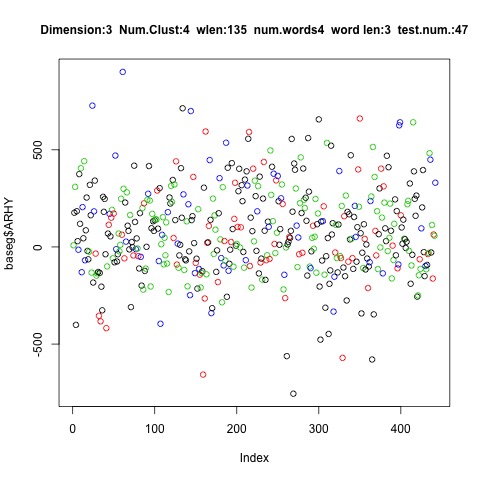 Dimension:3  Num.Clust:4  wlen:135  num.words4  word len:3  test.num.:47
500
0
-500
baseg$ARHY
0 100 200 300 400
Index